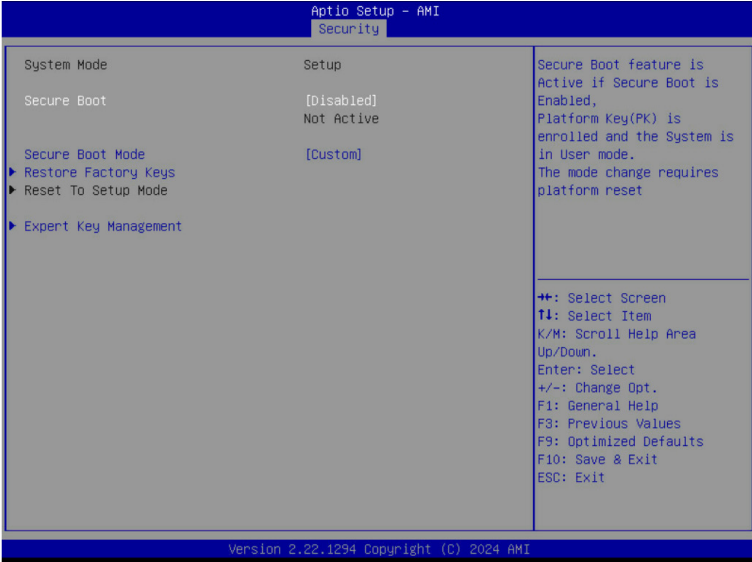 Aptio Setup - AMI
Security
System Mode Setup
Secure Boot [Disabled]
Not Active
Secure Boot Mode [Custom]
Restore Factory Keys
Reset To Setup Mode
Expert Key Management
Secure Boot feature is
Active if Secure Boot is
Enabled,
Platform Key(PK) is
enrolled and the System is
in User mode.
The mode change requires
platform reset
→←: Select Screen
↑↓: Select Item
K/M: Scroll Help Area
Up/Down.
Enter: Select
+/-: Change Opt.
F1: General Help
F3: Previous Values
F9: Optimized Defaults
F10: Save & Exit
ESC: Exit
Version 2.22.1294 Copyright (C) 2024 AMI